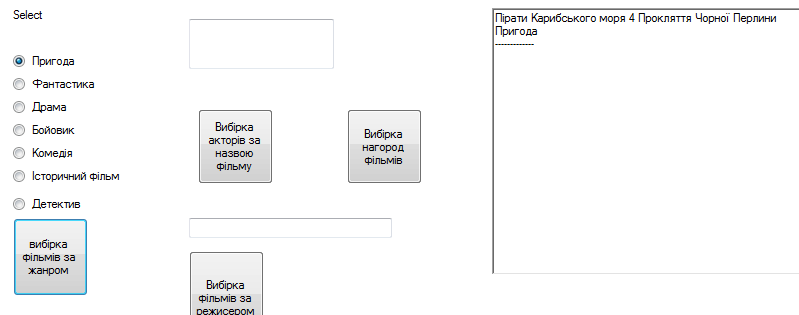 Select
Пригода
Фантастика
Драма
Бойовик
Комедія
Історичний фільм
Детектив
вибірка
фільмів за
жанром
Вибірка
акторів за
назвою
фільму
Вибірка
нагород
фільмів
Вибірка
фільмів за
режисером
Пірати Карибського моря 4 Прокляття Чорної Перлини
Пригода
-------------